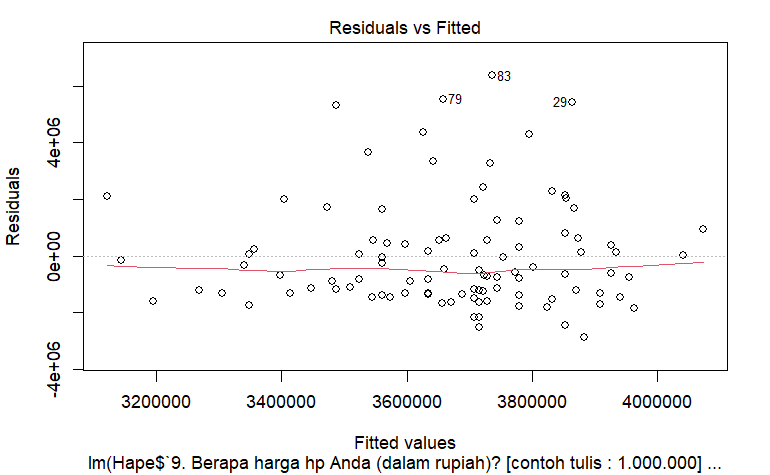 Residuals vs Fitted
Residuals
4e+06
0e+00
-4e+06
83
79
29
3200000 3400000 3600000 3800000 4000000
Fitted values
lm(Hape$`9. Berapa harga hp Anda (dalam rupiah)? [contoh tulis : 1.000.000] ...